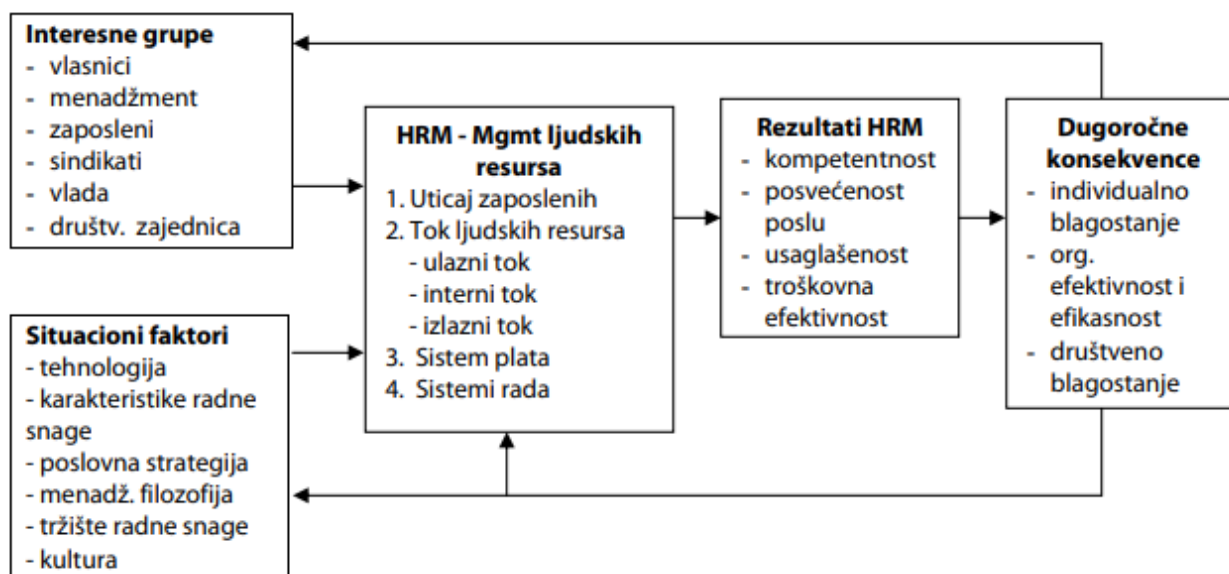 Interesne grupe
- vlasnici
- menadžment
- zaposleni
- sindikati
- vlada
- društv. zajednica
Situacioni faktori
- tehnologija
- karakteristike radne
snage
- poslovna strategija
- menadž. filozofija
- tržište radne snage
- kultura
HRM - Mgmt ljudskih
resursa
1. Uticaj zaposlenih
2. Tok ljudskih resursa
- ulazni tok
- interni tok
- izlazni tok
3. Sistem plata
4. Sistemi rada
Rezultati HRM
- kompetentnost
- posvećenost
poslu
- usaglašenost
- troškovna
efektivnost
Dugoročne
konsekvence
- individualno
blagostanje
- org.
efektivnost i
efikasnost
- društveno
blagostanje